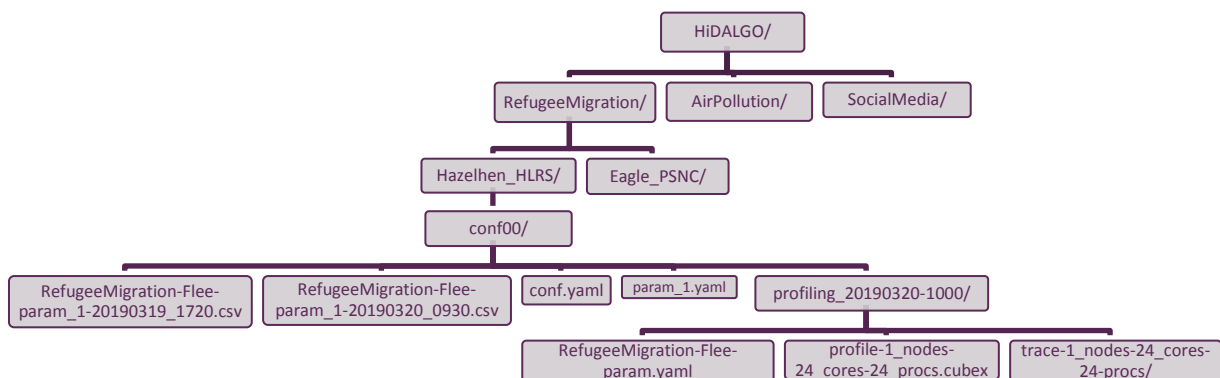 HiDALGO/
RefugeeMigration/
AirPollution/
SocialMedia/
Hazelhen_HLRS/
Eagle_PSNC/
conf00/
RefugeeMigration-Flee-
param_1-20190319_1720.csv
RefugeeMigration-Flee-
param_1-20190320_0930.csv
conf.yaml
param_1.yaml
profiling_20190320-1000/
RefugeeMigration-Flee-
param.yaml
profile-1_nodes-
24_cores-24_procs.cubex
trace-1_nodes-24_cores-
24-procs/